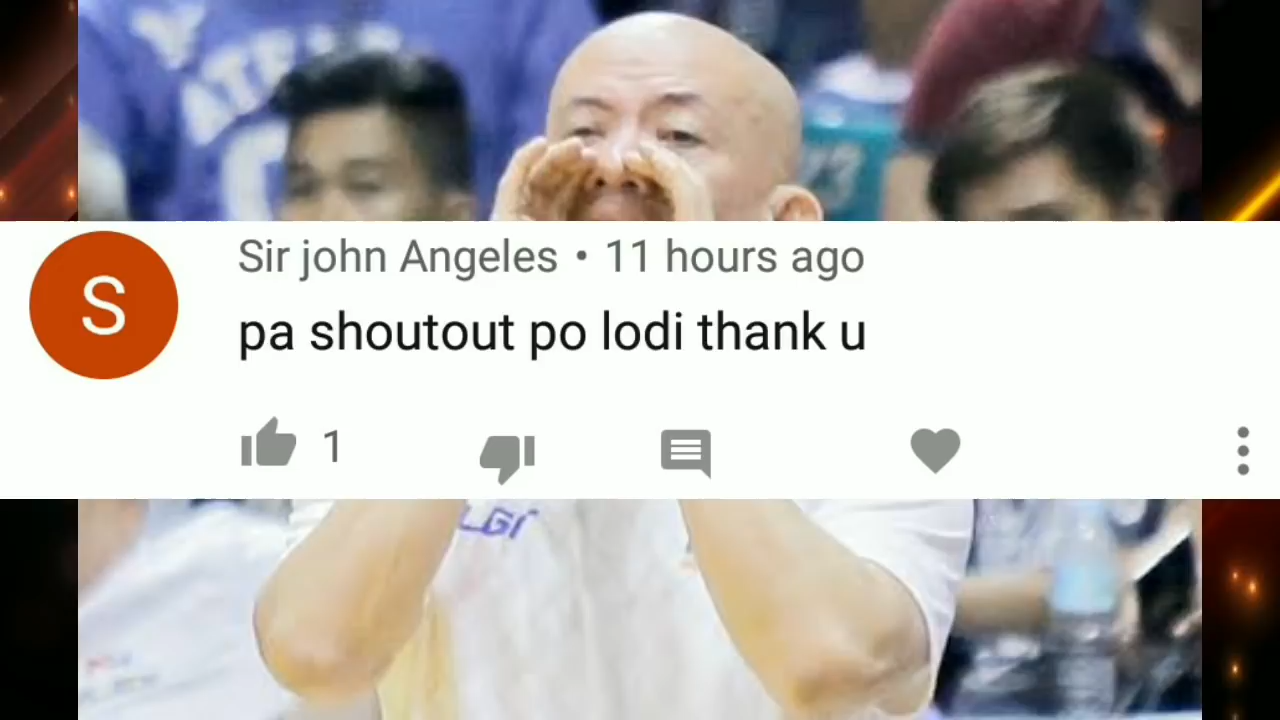 Sir john Angeles • 11 hours ago
S
pa shoutout po lodi thank u
1